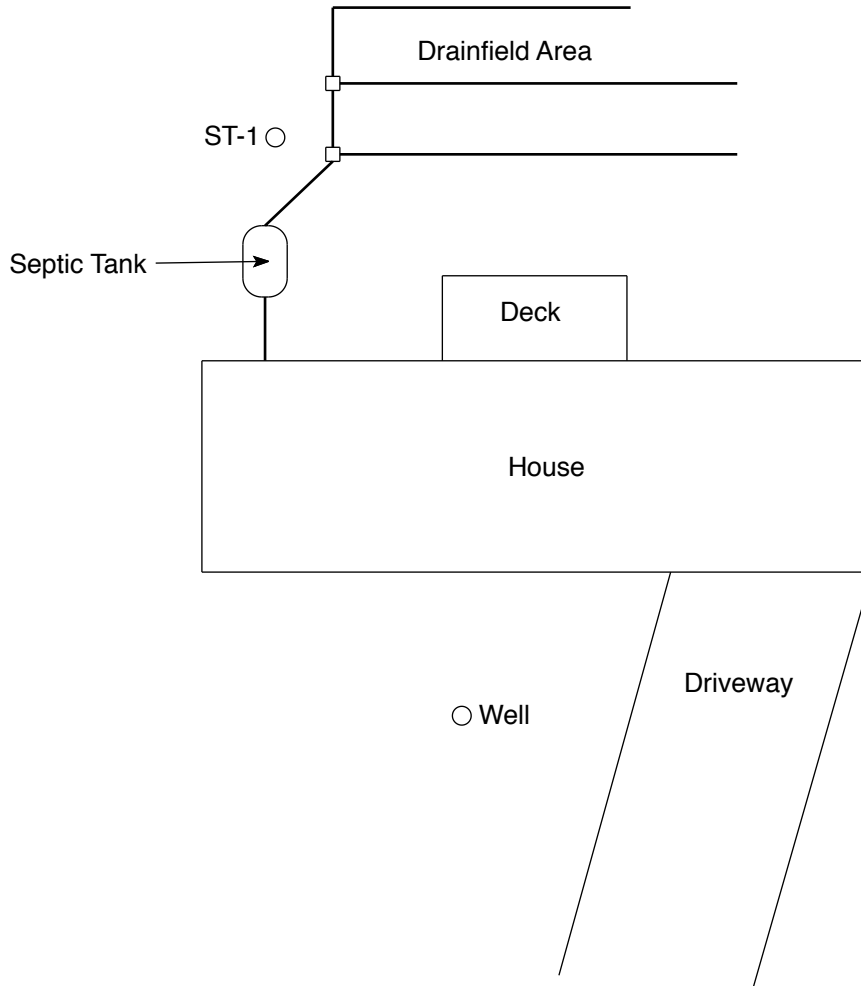 Drainfield Area
ST-1
Septic Tank
Deck
House
Driveway
Well